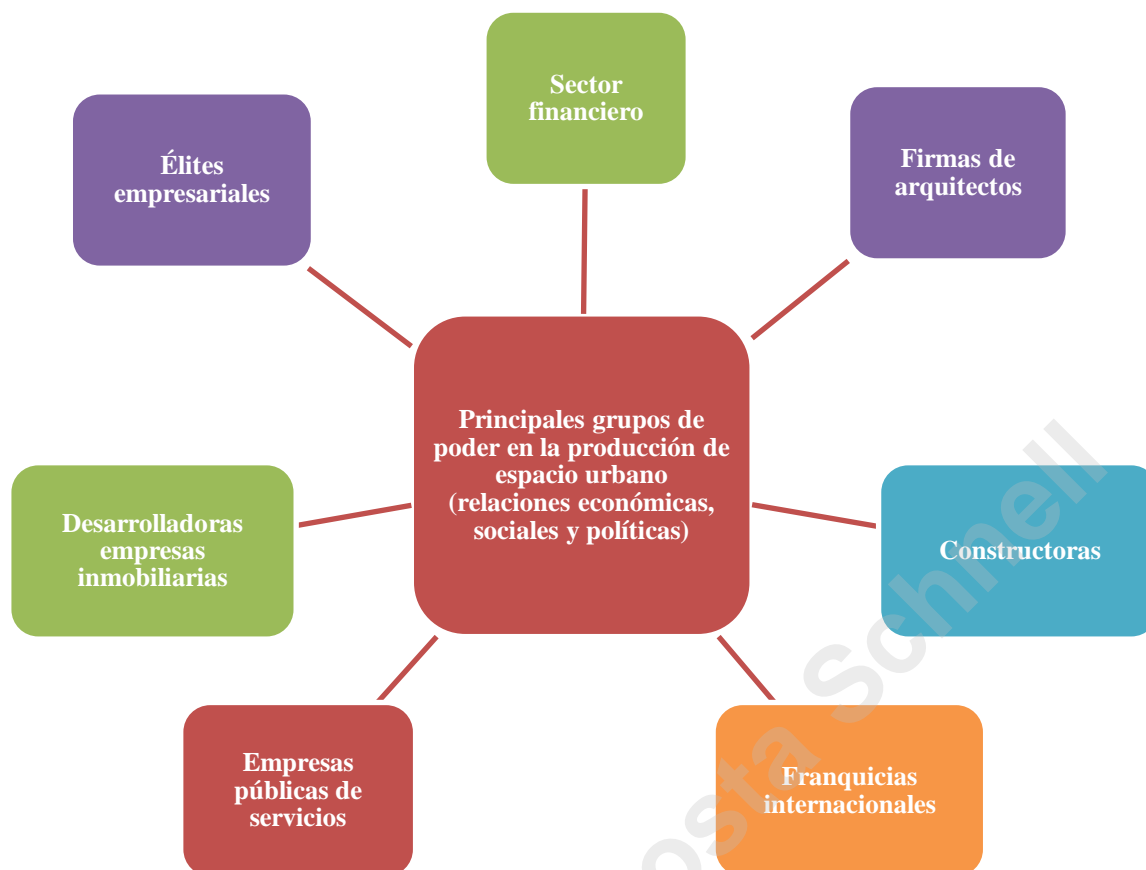 Sector
financiero
Élites
empresariales
Firmas de
arquitectos
Principales grupos de
poder en la producción de
espacio urbano
(relaciones económicas,
sociales y políticas)
Desarrolladoras
empresas
inmobiliarias
Constructoras
Empresas
públicas de
servicios
Franquicias
internacionales
Schnell